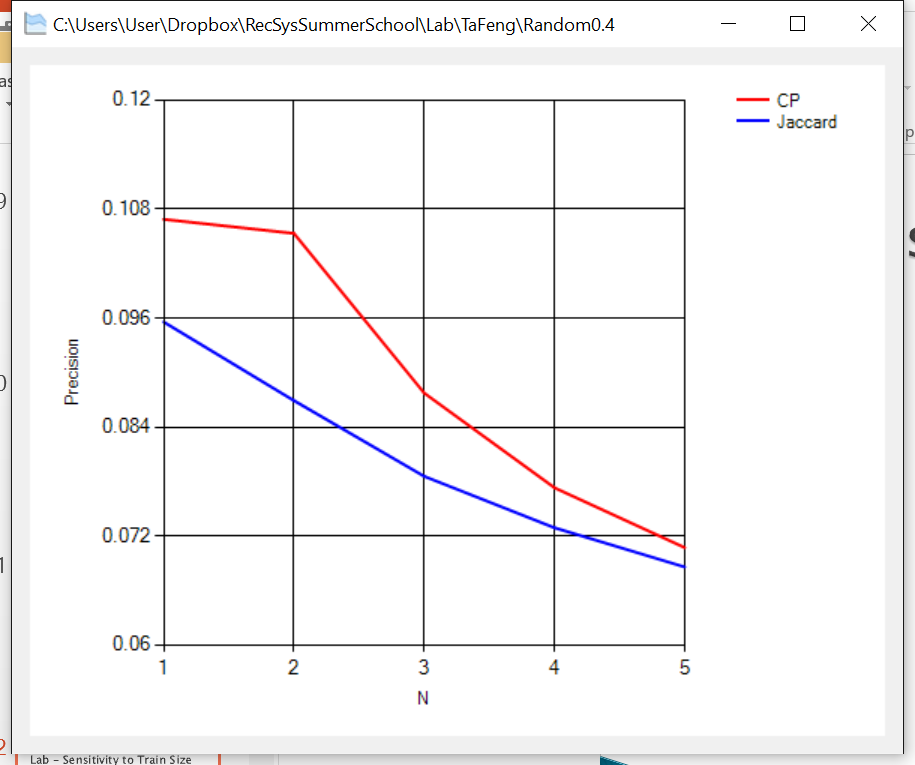 C:\Users\User\Dropbox\RecSysSummerSchool\Lab\TaFeng\Random0.4
CP
Jaccard
0.12
0.108
0.096
0.084
0.072
0.06
Precision
1 2 3 4 5
N
Lab – Sensitivity to Train Size